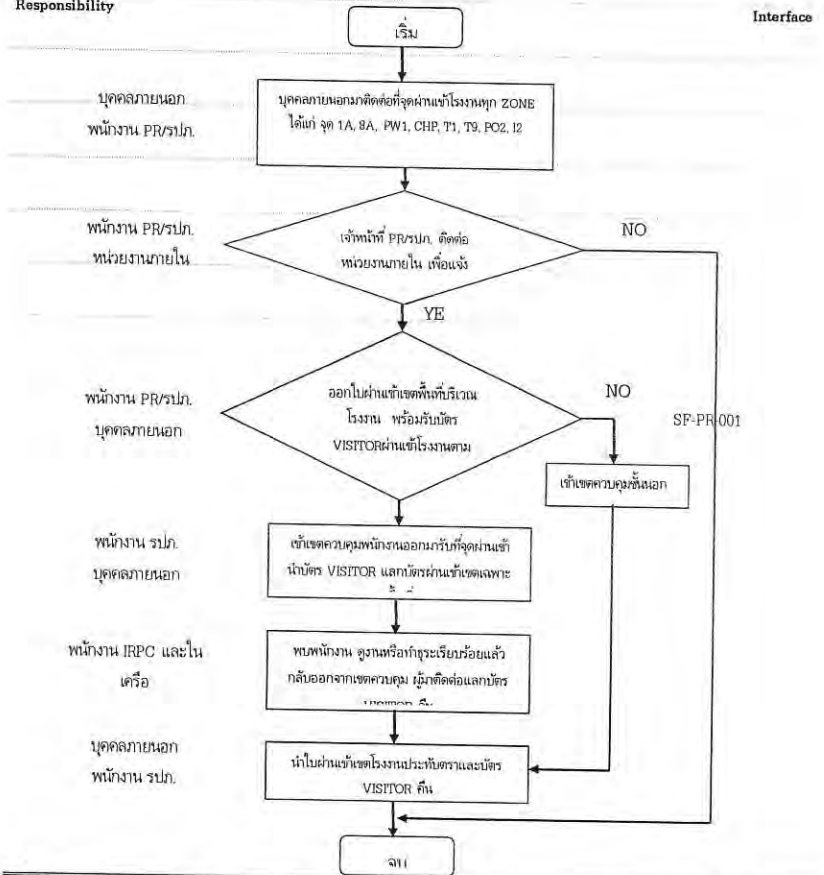 Responsibility
Interface
เริ่ม
บุคคลภายนอก
พนักงาน PR/รปภ.
บุคคลภายนอกมาติดต่อที่จุดผ่านเข้าโรงงานทุก ZONE
ได้แก่ จุด 1A, 8A, PW1, CHP, T1, T9, PO2, I2
พนักงาน PR/รปภ.
หน่วยงานภายใน
เจ้าหน้าที่ PR/รปภ. ติดต่อ
หน่วยงานภายใน เพื่อแจ้ง
NO
YE
พนักงาน PR/รปภ.
บุคคลภายนอก
ออกใบผ่านเข้าเขตพื้นที่บริเวณ
โรงงาน พร้อมรับบัตร
VISITORผ่านเข้าโรงงานตาม
NO
SF-PR-001
เข้าเขตควบคุมชั้นนอก
พนักงาน รปภ.
บุคคลภายนอก
เข้าเขตควบคุมพนักงานออกมารับที่จุดผ่านเข้า
นำบัตร VISITOR แลกบัตรผ่านเข้าเขตเฉพาะ
พนักงาน IRPC และใน
เครือ
พบพนักงาน ดูงานหรือทำธุระเรียบร้อยแล้ว
กลับออกจากเขตควบคุม ผู้มาติดต่อแลกบัตร
VISITOR คืน
บุคคลภายนอก
พนักงาน รปภ.
นำใบผ่านเข้าเขตโรงงานประทับตราและบัตร
VISITOR คืน
จบ